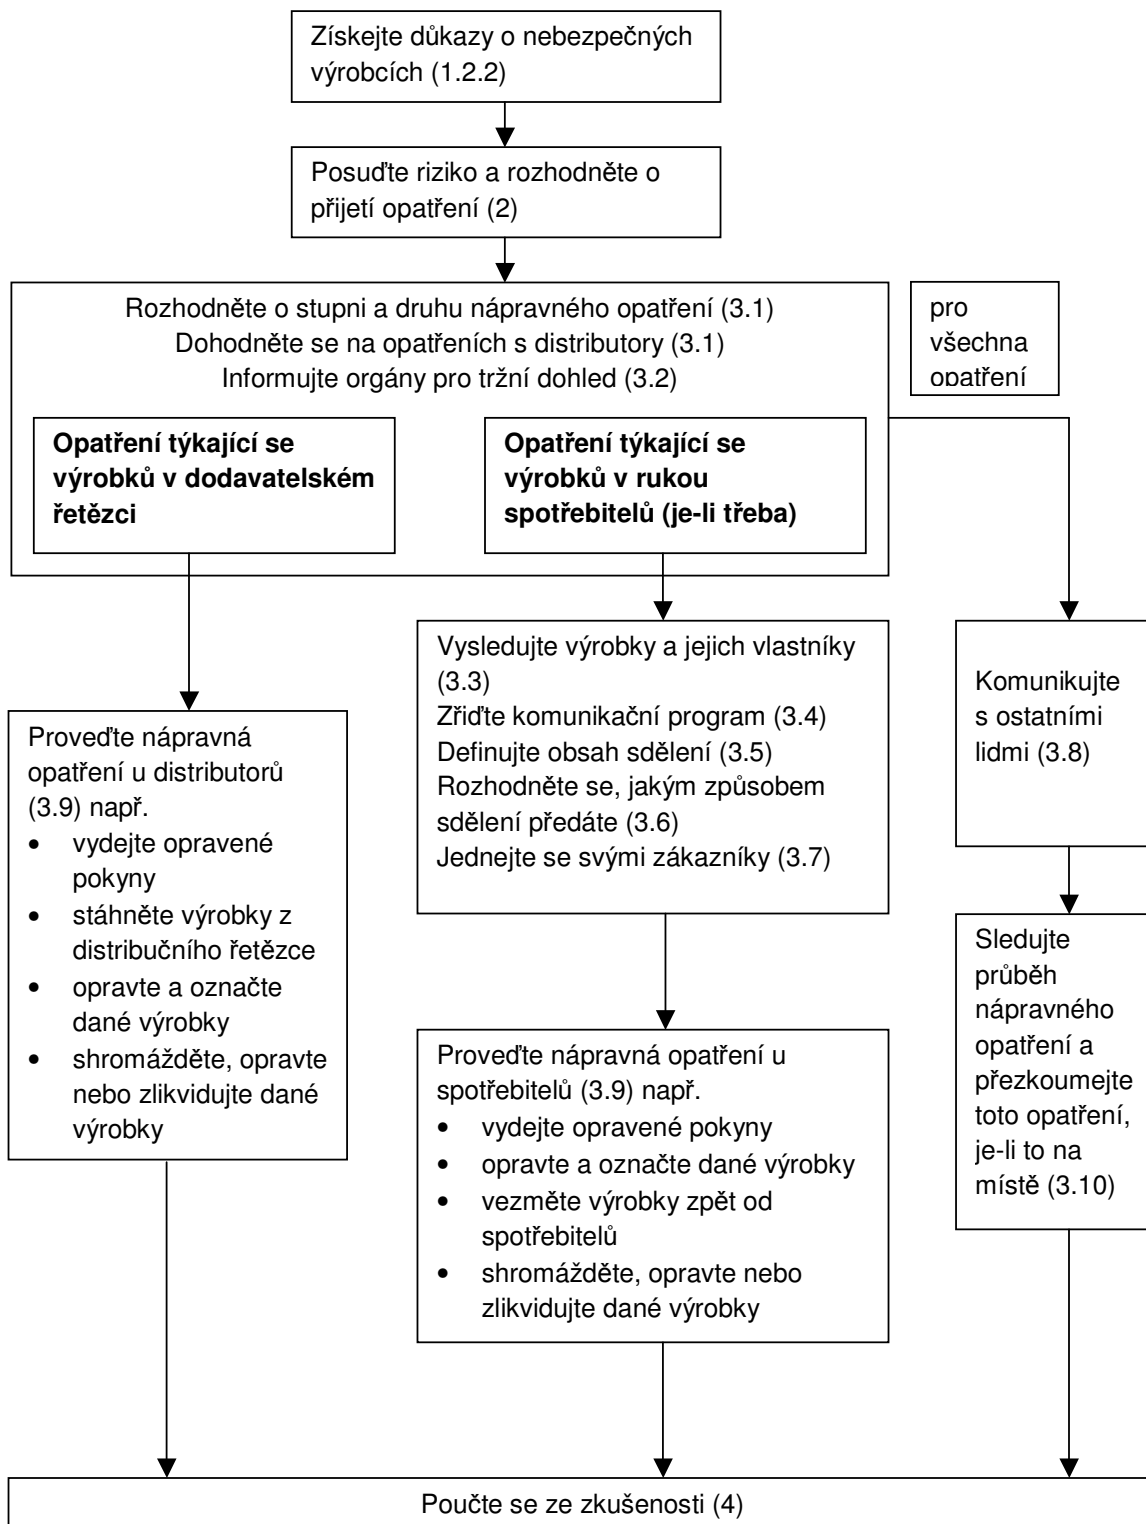 Získejte důkazy o nebezpečných
výrobcích (1.2.2)
Posuďte riziko a rozhodněte o
přijetí opatření (2)
Rozhodněte o stupni a druhu nápravného opatření (3.1)
Dohodněte se na opatřeních s distributory (3.1)
Informujte orgány pro tržní dohled (3.2)
pro
všechna
opatření
Opatření týkající se
výrobků v dodavatelském
řetězci
Opatření týkající se
výrobků v rukou
spotřebitelů (je-li třeba)
Proveďte nápravná
opatření u distributorů
(3.9) např.
• vydejte opravené
pokyny
• stáhněte výrobky z
distribučního řetězce
• opravte a označte
dané výrobky
• shromážděte, opravte
nebo zlikvidujte dané
výrobky
Vysledujte výrobky a jejich vlastníky
(3.3)
Zřiďte komunikační program (3.4)
Definujte obsah sdělení (3.5)
Rozhodněte se, jakým způsobem
sdělení předáte (3.6)
Jednejte se svými zákazníky (3.7)
Proveďte nápravná opatření u
spotřebitelů (3.9) např.
• vydejte opravené pokyny
• opravte a označte dané výrobky
• vezměte výrobky zpět od
spotřebitelů
• shromážděte, opravte nebo
zlikvidujte dané výrobky
Komunikujte
s ostatními
lidmi (3.8)
Sledujte
průběh
nápravného
opatření a
přezkoumejte
toto opatření,
je-li to na
místě (3.10)
Poučte se ze zkušenosti (4)